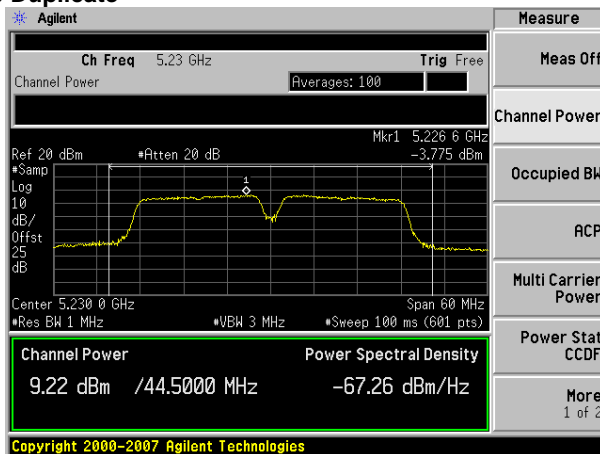 Duplicate
Agilent
Measure
Ch Freq 5.23 GHz Trig Free
Channel Power Averages: 100
Meas Off
Channel Power
Occupied BW
ACP
Multi Carrier
Power
Power Stat
CCDF
More
1 of 2
Mkr1 5.226 6 GHz
Ref 20 dBm #Atten 20 dB -3.775 dBm
#Samp
Log
10
dB/
Offst
25
dB
1
Center 5.230 0 GHz Span 60 MHz
#Res BW 1 MHz #VBW 3 MHz #Sweep 100 ms (601 pts)
Channel Power Power Spectral Density
9.22 dBm /44.5000 MHz -67.26 dBm/Hz
Copyright 2000-2007 Agilent Technologies